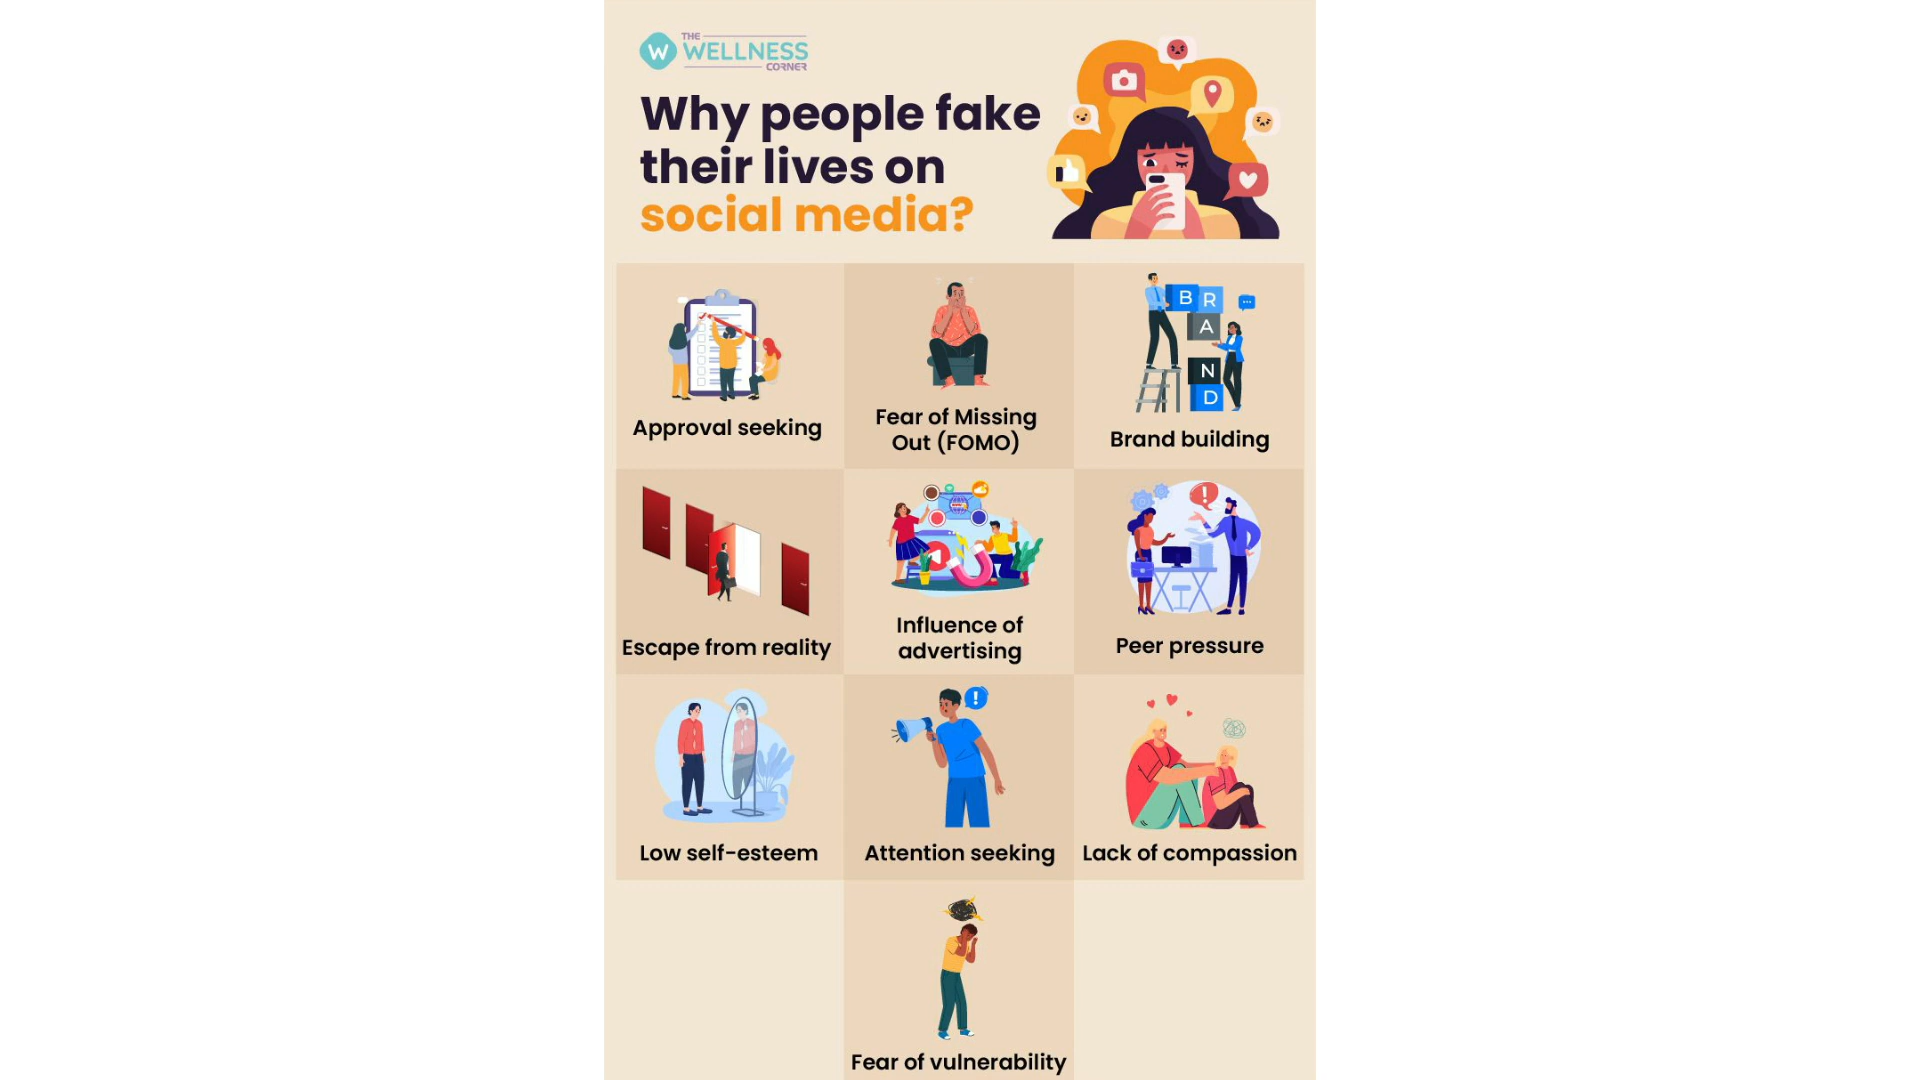 THE
WELLNESS
CORNER
W
Why people fake
their lives on
social media?
Approval seeking
Fear of Missing
Out (FOMO)
B R
A
N
D
Brand building
Escape from reality
Influence of
advertising
!
Peer pressure
Low self-esteem
!
Attention seeking
Lack of compassion
Fear of vulnerability